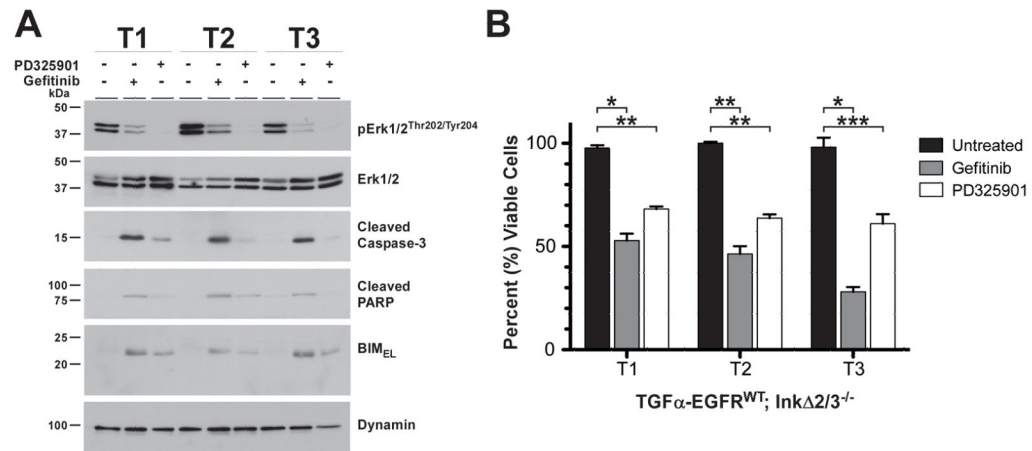 A
T1 T2 T3
PD325901 - - + - - + - - +
Gefitinib - + - - + - - + -
kDa
50
37
pErk1/2Thr202/Tyr204
50
37
Erk1/2
15
Cleaved
Caspase-3
100
75
Cleaved
PARP
25
20
BIMEL
100
Dynamin
B
* ** *
** ** ***
100
50
0
Percent (%) Viable Cells
Untreated
Gefitinib
PD325901
T1 T2 T3
TGFα-EGFRWT; InkΔ2/3-/-